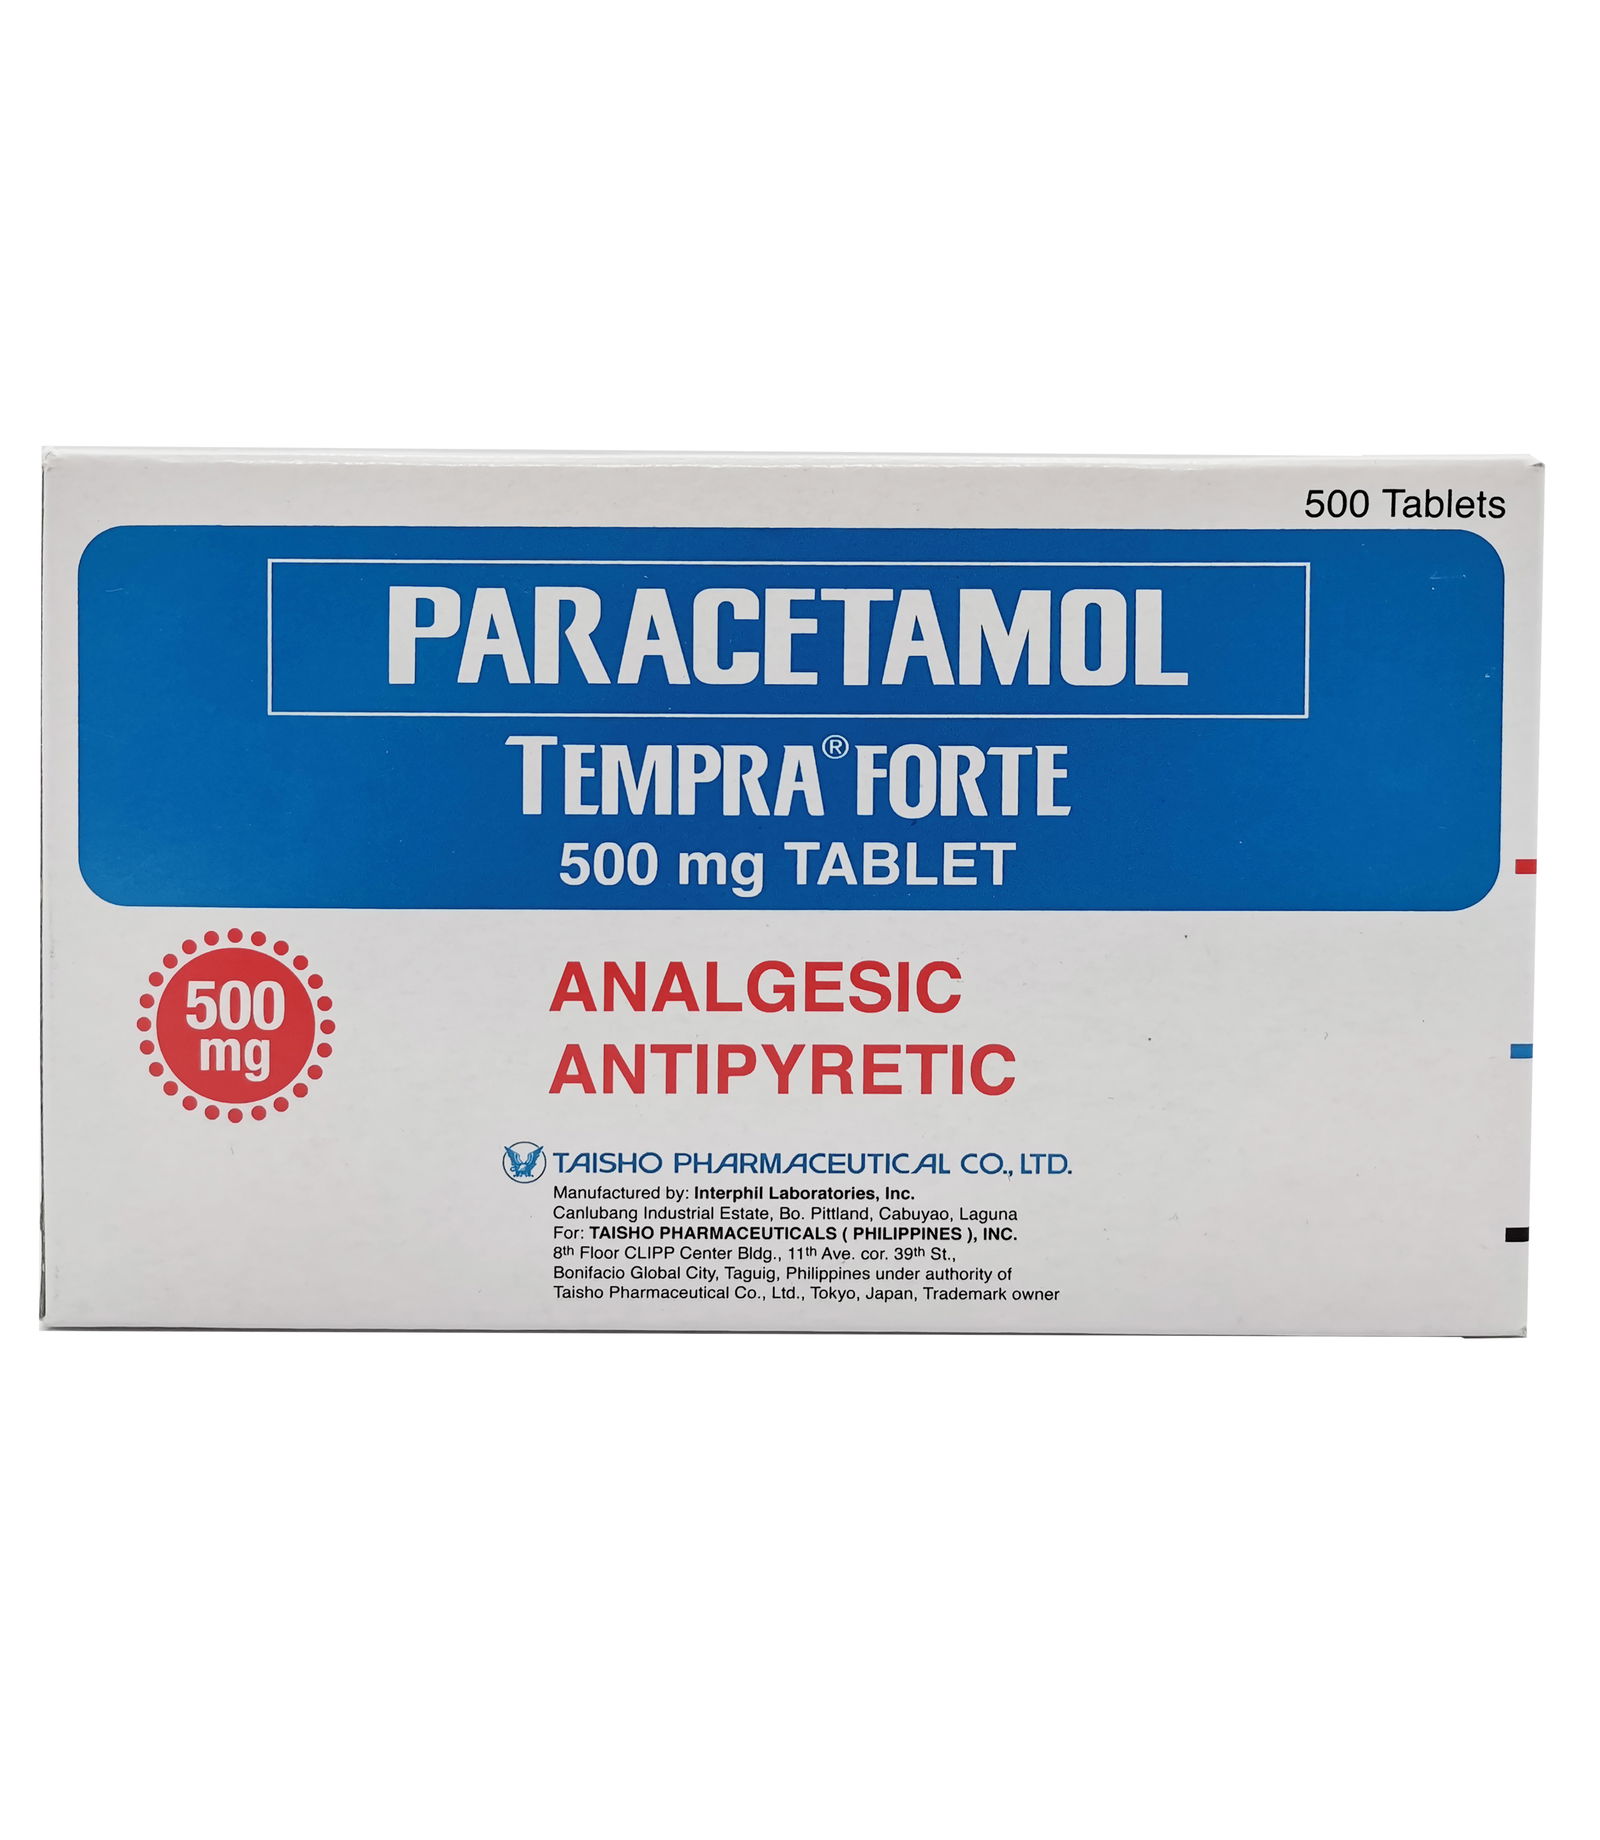 500 Tablets
PARACETAMOL
TEMPRA® FORTE
500 mg TABLET
500
mg
ANALGESIC
ANTIPYRETIC
TAISHO PHARMACEUTICAL CO., LTD.
Manufactured by: Interphil Laboratories, Inc.
Canlubang Industrial Estate, Bo. Pittland, Cabuyao, Laguna
For: TAISHO PHARMACEUTICALS ( PHILIPPINES ), INC.
8th Floor CLIPP Center Bldg., 11th Ave. cor. 39th St.,
Bonifacio Global City, Taguig, Philippines under authority of
Taisho Pharmaceutical Co., Ltd., Tokyo, Japan, Trademark owner